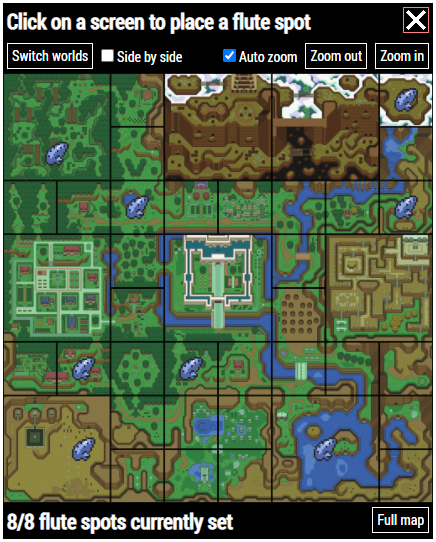 Click on a screen to place a flute spot
Switch worlds Side by side Auto zoom Zoom out Zoom in
8/8 flute spots currently set Full map